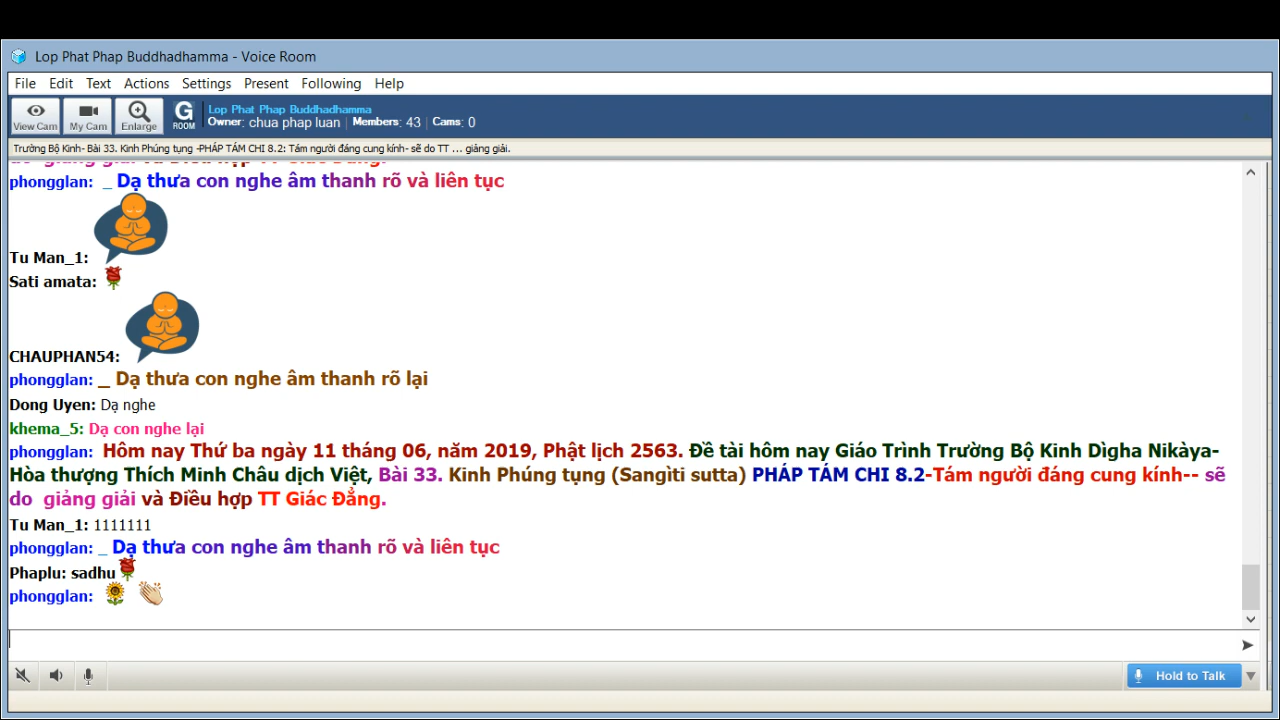 Lop Phat Phap Buddhadhamma - Voice Room
File Edit Text Actions Settings Present Following Help
View Cam My Cam Enlarge G ROOM Lop Phat Phap Buddhadhamma
Owner: chua phap luan | Members: 43 | Cams: 0
Trường Bộ Kinh- Bài 33. Kinh Phúng tụng -PHÁP TÁM CHI 8.2: Tám người đáng cung kính- sẽ do TT ... giảng giải.
phongglan: _ Dạ thưa con nghe âm thanh rõ và liên tục
Tu Man_1:
Sati amata:
CHAUPHAN54:
phongglan: _ Dạ thưa con nghe âm thanh rõ lại
Dong Uyen: Dạ nghe
khema_5: Dạ con nghe lại
phongglan: Hôm nay Thứ ba ngày 11 tháng 06, năm 2019, Phật lịch 2563. Đề tài hôm nay Giáo Trình Trường Bộ Kinh Dìgha Nikàya-
Hòa thượng Thích Minh Châu dịch Việt, Bài 33. Kinh Phúng tụng (Sangìti sutta) PHÁP TÁM CHI 8.2-Tám người đáng cung kính-- sẽ
do giảng giải và Điều hợp TT Giác Đẳng.
Tu Man_1: 1111111
phongglan: _ Dạ thưa con nghe âm thanh rõ và liên tục
Phaplu: sadhu
phongglan:
Hold to Talk